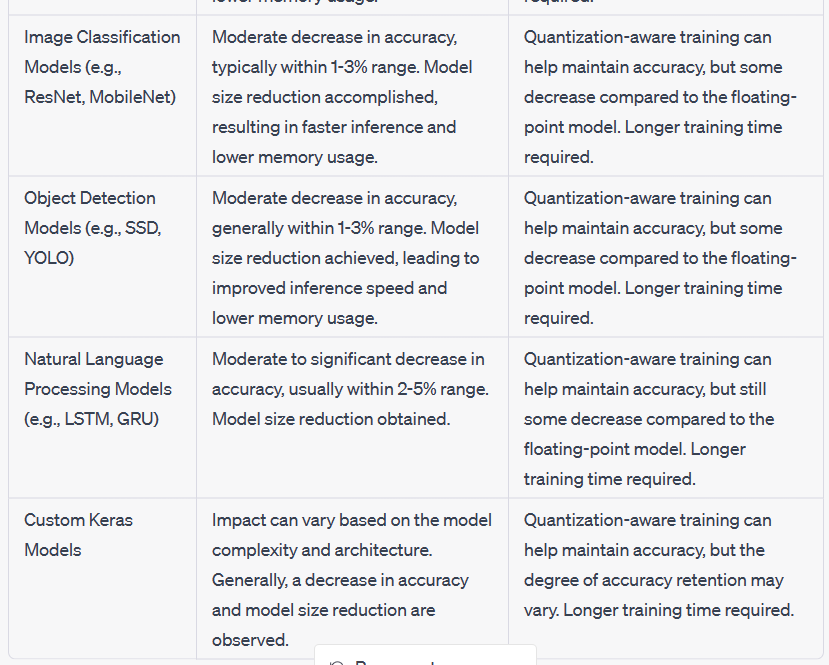 lower memory usage.
required.
Image Classification
Models (e.g.,
ResNet, MobileNet)
Moderate decrease in accuracy,
typically within 1-3% range. Model
size reduction accomplished,
resulting in faster inference and
lower memory usage.
Quantization-aware training can
help maintain accuracy, but some
decrease compared to the floating-
point model. Longer training time
required.
Object Detection
Models (e.g., SSD,
YOLO)
Moderate decrease in accuracy,
generally within 1-3% range. Model
size reduction achieved, leading to
improved inference speed and
lower memory usage.
Quantization-aware training can
help maintain accuracy, but some
decrease compared to the floating-
point model. Longer training time
required.
Natural Language
Processing Models
(e.g., LSTM, GRU)
Moderate to significant decrease in
accuracy, usually within 2-5% range.
Model size reduction obtained.
Quantization-aware training can
help maintain accuracy, but still
some decrease compared to the
floating-point model. Longer
training time required.
Custom Keras
Models
Impact can vary based on the model
complexity and architecture.
Generally, a decrease in accuracy
and model size reduction are
observed.
Quantization-aware training can
help maintain accuracy, but the
degree of accuracy retention may
vary. Longer training time required.